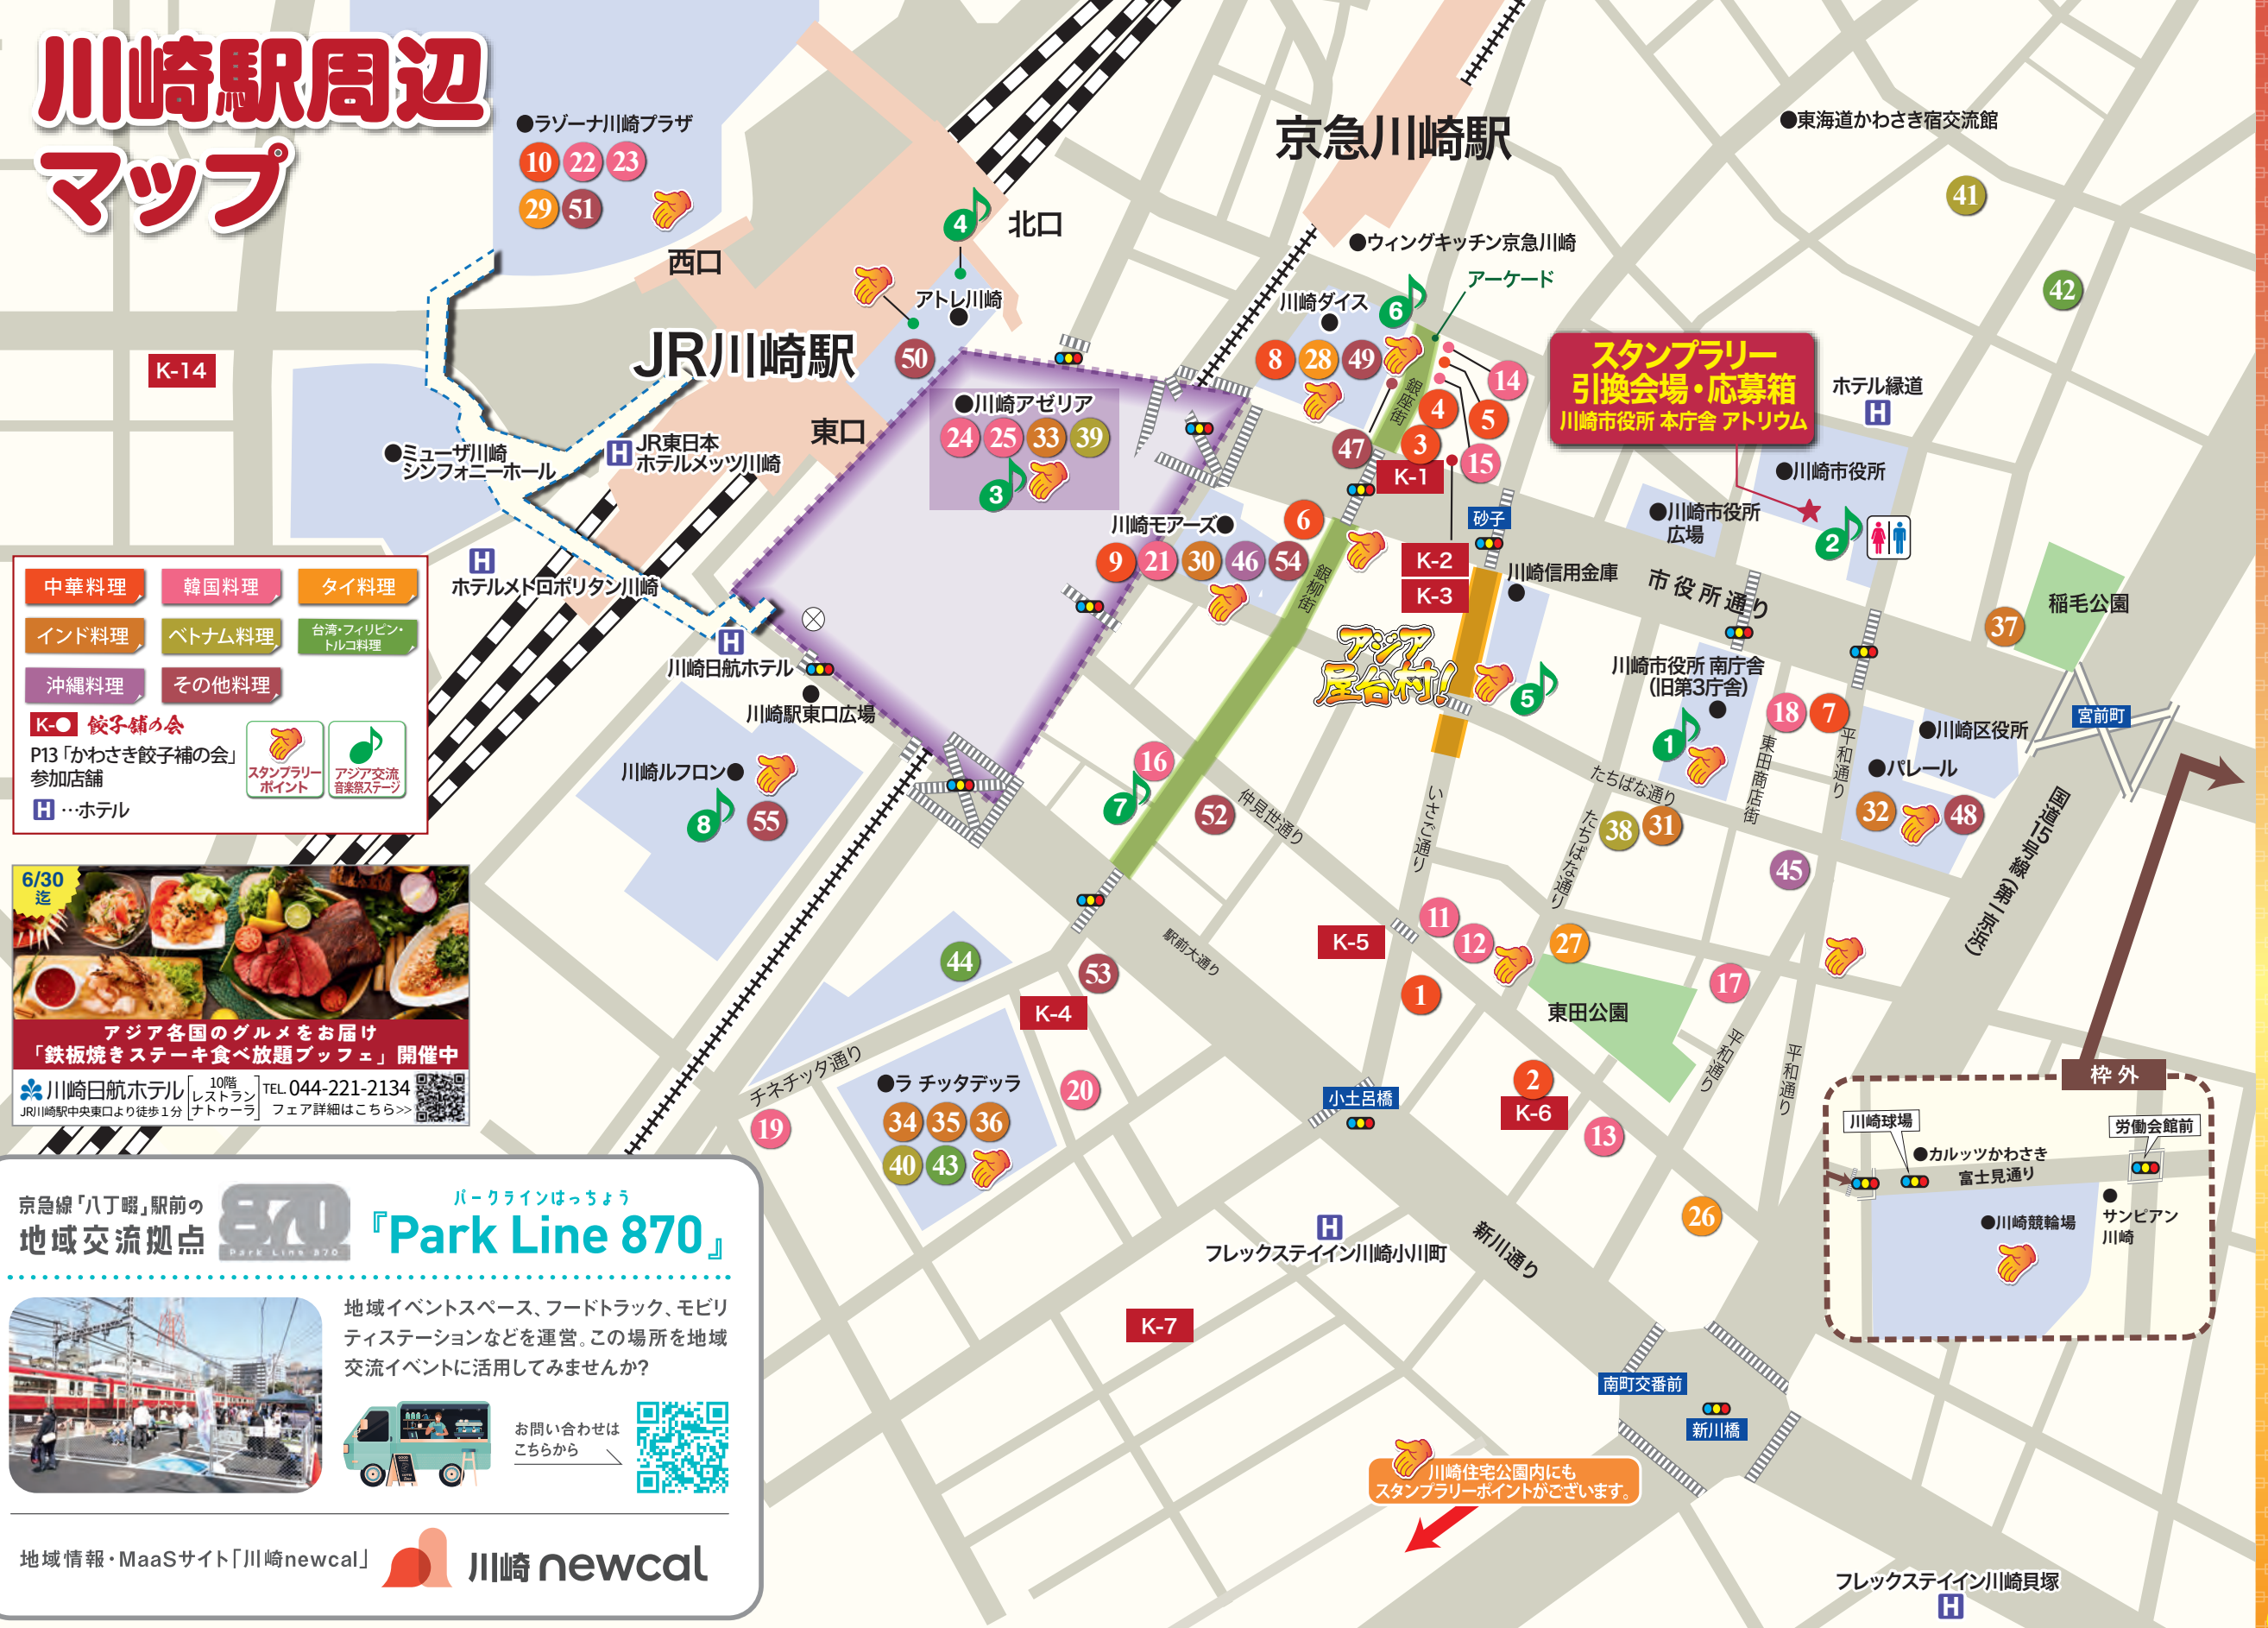 川崎駅周辺
マップ
●ラゾーナ川崎プラザ
10 22 23
29 51
西口
4
北口
アトレ川崎
50
JR川崎駅
東口
K-14
●ミューザ川崎
シンフォニーホール
H JR東日本
ホテルメッツ川崎
H
ホテルメトロポリタン川崎
●川崎アゼリア
24 25 33 39
3
京急川崎駅
●ウィングキッチン京急川崎
アーケード
川崎ダイス
6
8 28 49
銀座街
14
4
5
3
47
15
K-1
K-2
K-3
砂子
川崎モアーズ●
6
9 21 30 46 54
銀柳街
●東海道かわさき宿交流館
41
42
スタンプラリー
引換会場・応募箱
川崎市役所 本庁舎 アトリウム
ホテル縁道
H
●川崎市役所
●川崎市役所
広場
2
川崎信用金庫
市役所通り
稲毛公園
37
アジア
屋台村!
5
川崎市役所 南庁舎
(旧第3庁舎)
1
18 7
東田商店街
平和通り
●川崎区役所
宮前町
●パレール
32 48
国道15号線(第一京浜)
たちばな通り
たちばな通り
38 31
45
H
川崎日航ホテル
川崎駅東口広場
川崎ルフロン●
8 55
16
7
52
仲見世通り
いさご通り
駅前大通り
44
53
K-4
K-5
11
12
27
1
東田公園
17
平和通り
平和通り
2
K-6
13
26
小土呂橋
新川通り
チネチッタ通り
19
●ラ チッタデッラ
34 35 36
40 43
20
H
フレックステイイン川崎小川町
K-7
南町交番前
新川橋
川崎住宅公園内にも
スタンプラリーポイントがございます。
フレックステイイン川崎貝塚
H
枠外
川崎球場
労働会館前
●カルッツかわさき
富士見通り
●川崎競輪場
サンピアン
川崎
中華料理 韓国料理 タイ料理
インド料理 ベトナム料理 台湾・フィリピン・
トルコ料理
沖縄料理 その他料理
K-● 餃子舗の会
P13「かわさき餃子補の会」
参加店舗
H…ホテル
スタンプラリー
ポイント
アジア交流
音楽祭ステージ
6/30
迄
アジア各国のグルメをお届け
「鉄板焼きステーキ食べ放題ブッフェ」開催中
川崎日航ホテル
JR川崎駅中央東口より徒歩1分
10階
レストラン
ナトゥーラ
TEL.044-221-2134
フェア詳細はこちら>>
京急線「八丁畷」駅前の
地域交流拠点
870
Park Line 870
パークラインはっちょう
『Park Line 870』
地域イベントスペース、フードトラック、モビリ
ティステーションなどを運営。この場所を地域
交流イベントに活用してみませんか?
お問い合わせは
こちらから
地域情報・MaaSサイト「川崎newcal」
川崎newcal